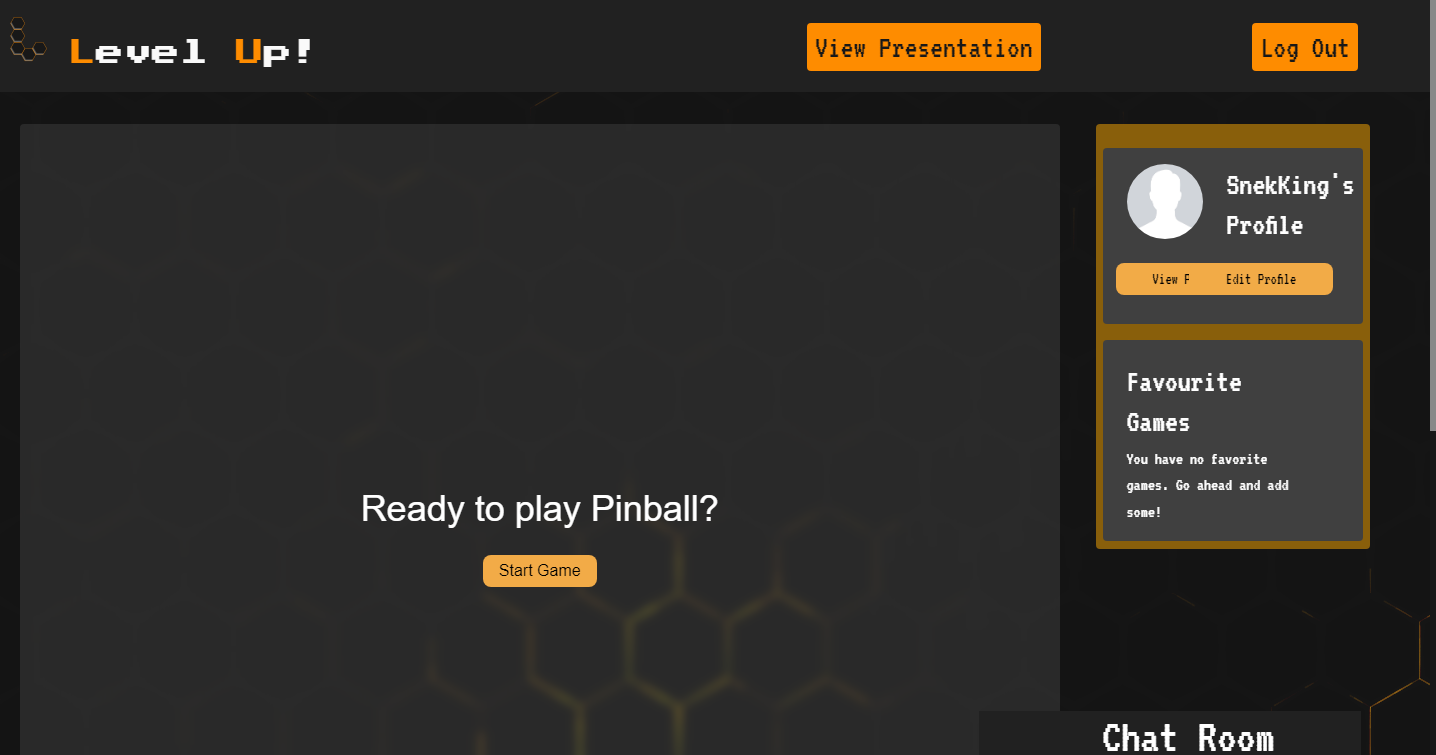 Level Up!
View Presentation
Log Out
SnekKing's
Profile
View P
Edit Profile
Favourite
Games
You have no favorite
games. Go ahead and add
some!
Ready to play Pinball?
Start Game
Chat Room